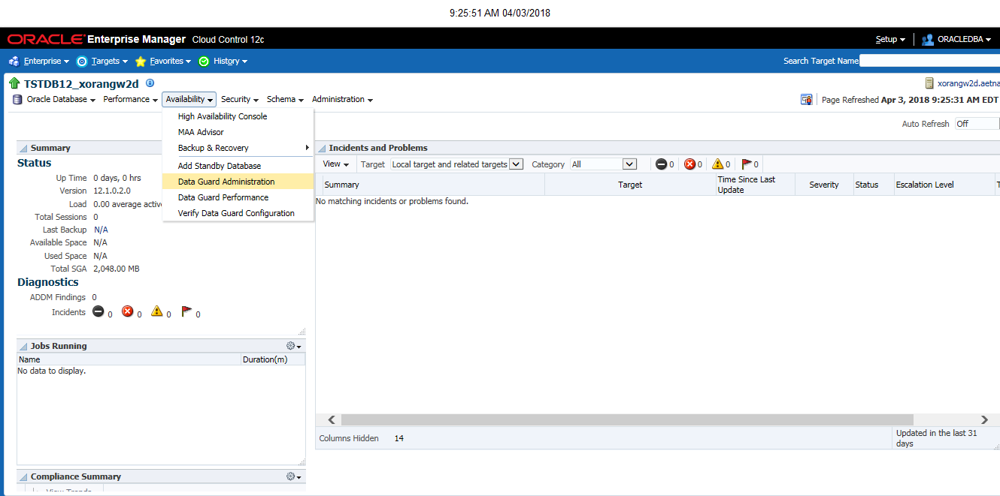 9:25:51 AM 04/03/2018
ORACLE Enterprise Manager Cloud Control 12c
Setup
ORACLEDBA
Enterprise Targets Favorites History
Search Target Name
TSTDB12_xorangw2d
xorangw2d.aetna
Oracle Database Performance Availability Security Schema Administration
Page Refreshed Apr 3, 2018 9:25:31 AM EDT
Auto Refresh Off
High Availability Console
MAA Advisor
Backup & Recovery
Add Standby Database
Data Guard Administration
Data Guard Performance
Verify Data Guard Configuration
Summary
Status
Up Time 0 days, 0 hrs
Version 12.1.0.2.0
Load 0.00 average activ
Total Sessions 0
Last Backup N/A
Available Space N/A
Used Space N/A
Total SGA 2,048.00 MB
Diagnostics
ADDM Findings 0
Incidents 0 0 0 0
Jobs Running
Name Duration(m)
No data to display.
Compliance Summary
View Trends
Incidents and Problems
View Target Local target and related targets Category All 0 0 0 0
Summary Target Time Since Last Update Severity Status Escalation Level T
No matching incidents or problems found.
Columns Hidden 14
Updated in the last 31
days